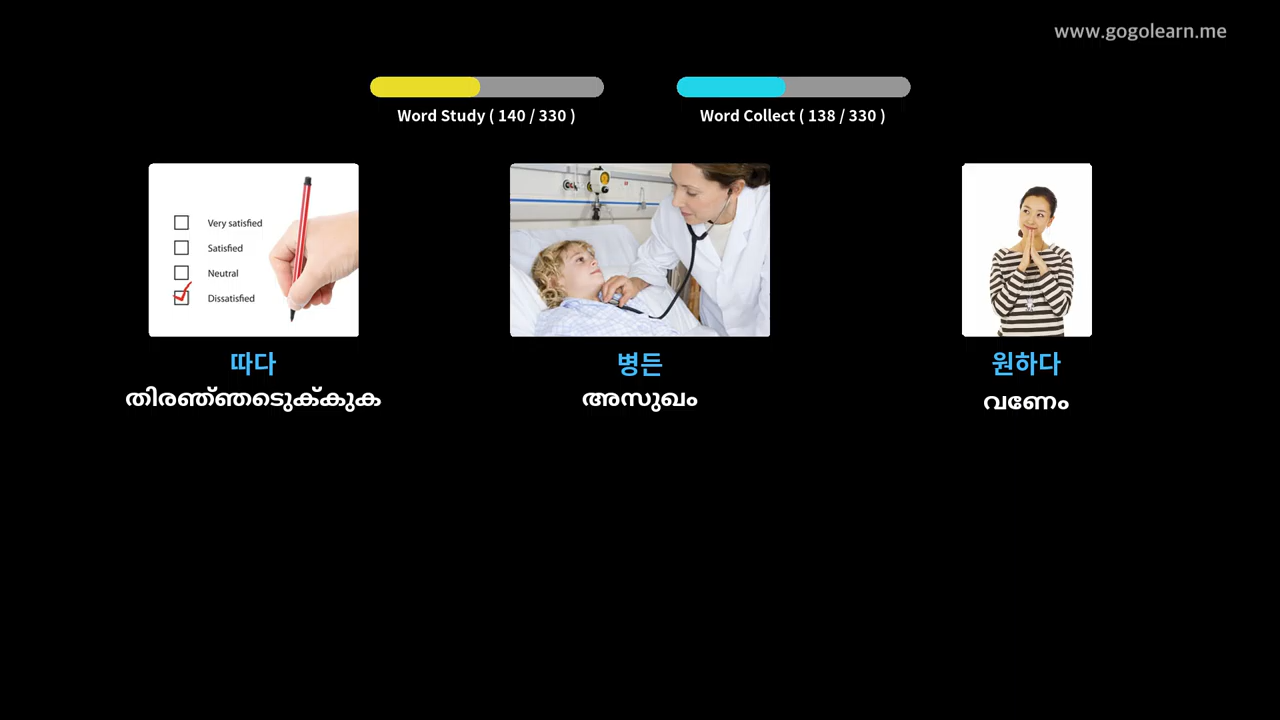 www.gogolearn.me
Word Study ( 140 / 330 )
Word Collect ( 138 / 330 )
Very satisfied
Satisfied
Neutral
Dissatisfied
따다
병든
원하다
തിരഞ്ഞടെുക്കുക
അസുഖം
വണേം